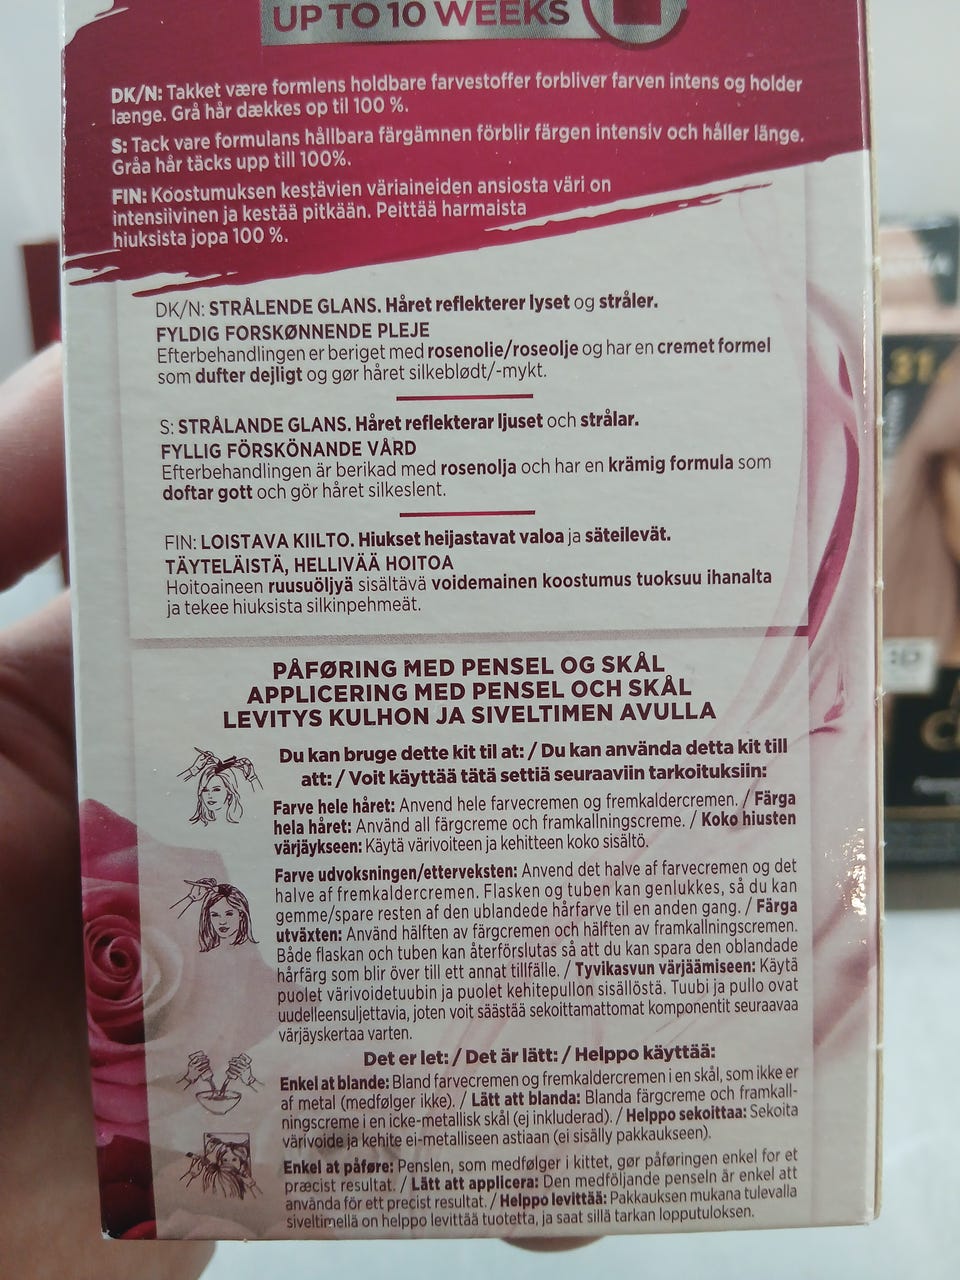 UP TO 10 WEEKS
DK/N: Takket være formlens holdbare farvestoffer forbliver farven intens og holder
længe. Grå hår dækkes op til 100 %.
S: Tack vare formulans hållbara färgämnen förblir färgen intensiv och håller länge.
Gråa hår täcks upp till 100%.
FIN: Koostumuksen kestävien väriaineiden ansiosta väri on
intensiivinen ja kestää pitkään. Peittää harmaista
hiuksista jopa 100 %.
DK/N: STRÅLENDE GLANS. Håret reflekterer lyset og stråler.
FYLDIG FORSKØNNENDE PLEJE
Efterbehandlingen er beriget med rosenolie/roseolje og har en cremet formel
som dufter dejligt og gør håret silkeblødt/-mykt.
S: STRÅLANDE GLANS. Håret reflekterar ljuset och strålar.
FYLLIG FÖRSKÖNANDE VÅRD
Efterbehandlingen är berikad med rosenolja och har en krämig formula som
doftar gott och gör håret silkeslent.
FIN: LOISTAVA KIILTO. Hiukset heijastavat valoa ja säteilevät.
TÄYTELÄISTÄ, HELLIVÄÄ HOITOA
Hoitoaineen ruusuöljyä sisältävä voidemainen koostumus tuoksuu ihanalta
ja tekee hiuksista silkinpehmeät.
PÅFØRING MED PENSEL OG SKÅL
APPLICERING MED PENSEL OCH SKÅL
LEVITYS KULHON JA SIVELTIMEN AVULLA
Du kan bruge dette kit til at: / Du kan använda detta kit till
att: / Voit käyttää tätä settiä seuraaviin tarkoituksiin:
Farve hele håret: Anvend hele farvecremen og fremkaldercremen. / Färga
hela håret: Använd all färgcreme och framkallningscreme. / Koko hiusten
värjäykseen: Käytä värivoiteen ja kehitteen koko sisältö.
Farve udvoksningen/etterveksten: Anvend det halve af farvecremen og det
halve af fremkaldercremen. Flasken og tuben kan genlukkes, så du kan
gemme/spare resten af den ublandede hårfarve til en anden gang. / Färga
utväxten: Använd hälften av färgcremen och hälften av framkallningscremen.
Både flaskan och tuben kan återförslutas så att du kan spara den oblandade
hårfärg som blir över till ett annat tillfälle. / Tyvikasvun värjäämiseen: Käytä
puolet värivoidetuubin ja puolet kehitepullon sisällöstä. Tuubi ja pullo ovat
uudelleensuljettavia, joten voit säästää sekoittamattomat komponentit seuraavaa
värjäyskertaa varten.
Det er let: / Det är lätt: / Helppo käyttää:
Enkel at blande: Bland farvecremen og fremkaldercremen i en skål, som ikke er
af metal (medfølger ikke). / Lätt att blanda: Blanda färgcreme och framkall-
ningscreme i en icke-metallisk skål (ej inkluderad). / Helppo sekoittaa: Sekoita
värivoide ja kehite ei-metalliseen astiaan (ei sisälly pakkaukseen).
Enkel at påføre: Penslen, som medfølger i kittet, gør påføringen enkel for et
præcist resultat. / Lätt att applicera: Den medföljande penseln är enkel att
använda för ett precist resultat. / Helppo levittää: Pakkauksen mukana tulevalla
siveltimellä on helppo levittää tuotetta, ja saat sillä tarkan lopputuloksen.
31